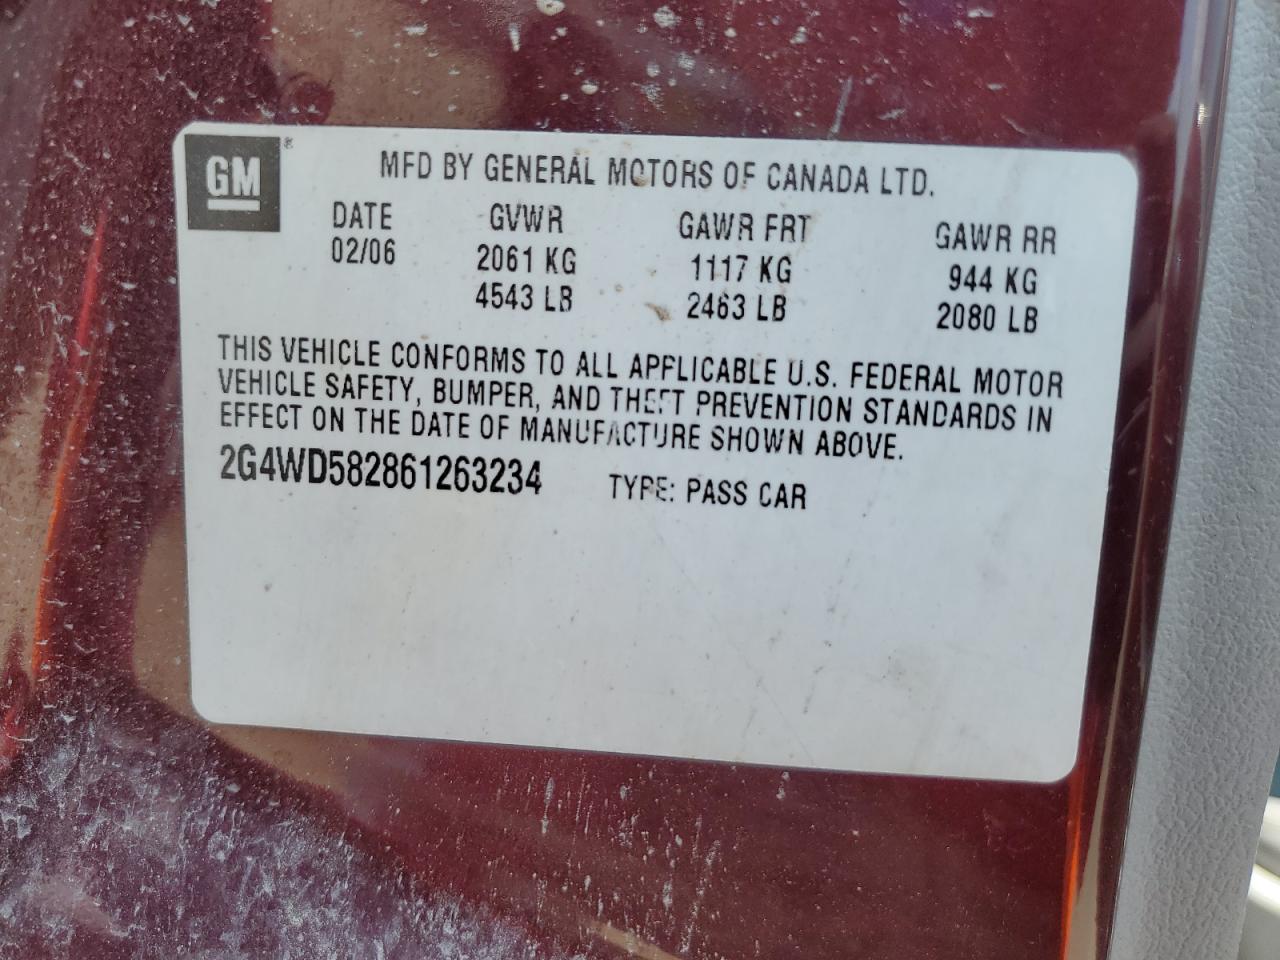 GM ®
MFD BY GENERAL MOTORS OF CANADA LTD.
DATE GVWR GAWR FRT GAWR RR
02/06 2061 KG 1117 KG 944 KG
4543 LB 2463 LB 2080 LB
THIS VEHICLE CONFORMS TO ALL APPLICABLE U.S. FEDERAL MOTOR
VEHICLE SAFETY, BUMPER, AND THEFT PREVENTION STANDARDS IN
EFFECT ON THE DATE OF MANUFACTURE SHOWN ABOVE.
2G4WD582861263234 TYPE: PASS CAR